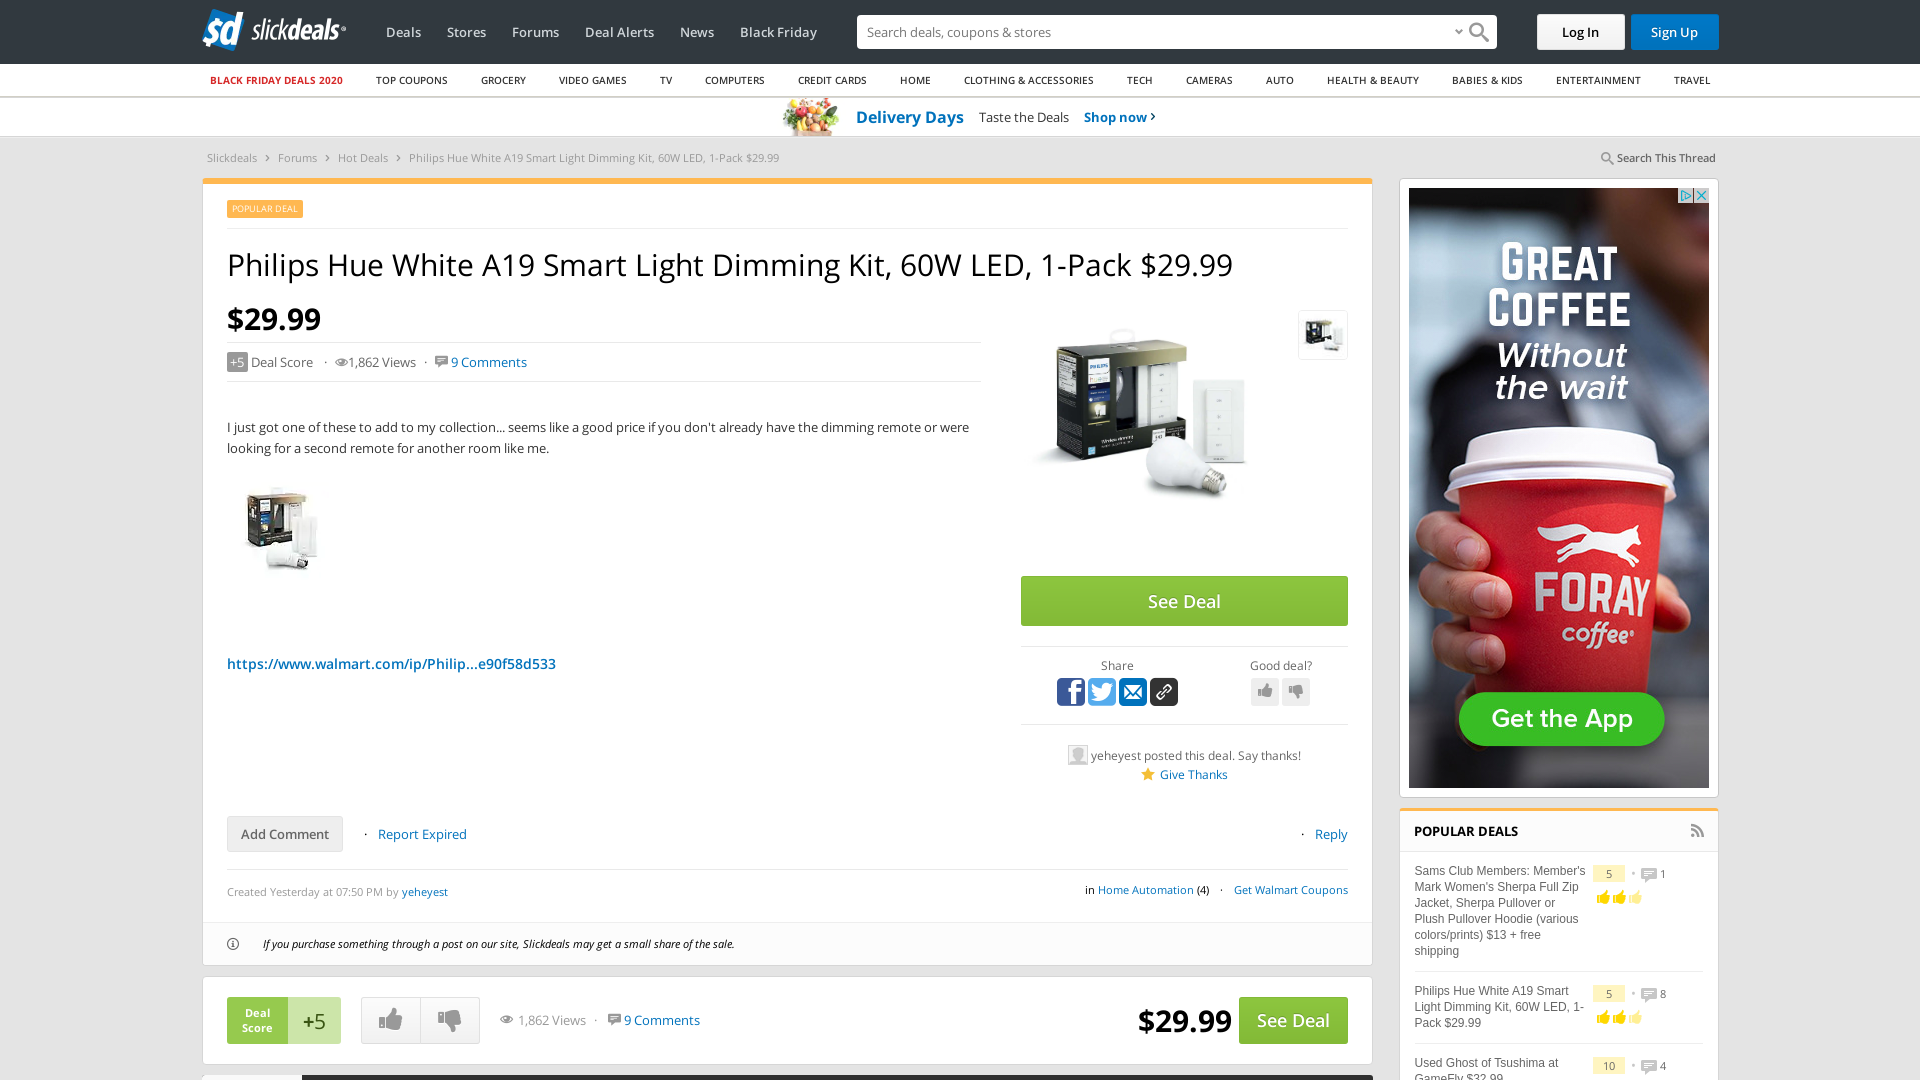 sd slickdeals
Deals Stores Forums Deal Alerts News Black Friday
Search deals, coupons & stores
Log In Sign Up
BLACK FRIDAY DEALS 2020 TOP COUPONS GROCERY VIDEO GAMES TV COMPUTERS CREDIT CARDS HOME CLOTHING & ACCESSORIES TECH CAMERAS AUTO HEALTH & BEAUTY BABIES & KIDS ENTERTAINMENT TRAVEL
Delivery Days Taste the Deals Shop now ›
Slickdeals › Forums › Hot Deals › Philips Hue White A19 Smart Light Dimming Kit, 60W LED, 1-Pack $29.99
Search This Thread
POPULAR DEAL
Philips Hue White A19 Smart Light Dimming Kit, 60W LED, 1-Pack $29.99
$29.99
+5 Deal Score · 1,862 Views · 9 Comments
I just got one of these to add to my collection... seems like a good price if you don't already have the dimming remote or were
looking for a second remote for another room like me.
https://www.walmart.com/ip/Philip...e90f58d533
See Deal
Share
Good deal?
yeheyest posted this deal. Say thanks!
Give Thanks
Add Comment · Report Expired
· Reply
Created Yesterday at 07:50 PM by yeheyest
in Home Automation (4) · Get Walmart Coupons
If you purchase something through a post on our site, Slickdeals may get a small share of the sale.
Deal
Score
+5
1,862 Views · 9 Comments
$29.99
See Deal
GREAT
COFFEE
Without
the wait
FORAY
coffee®
Get the App
POPULAR DEALS
Sams Club Members: Member's
Mark Women's Sherpa Full Zip
Jacket, Sherpa Pullover or
Plush Pullover Hoodie (various
colors/prints) $13 + free
shipping
5 • 1
Philips Hue White A19 Smart
Light Dimming Kit, 60W LED, 1-
Pack $29.99
5 • 8
Used Ghost of Tsushima at
GameFly $32.99
10 • 4